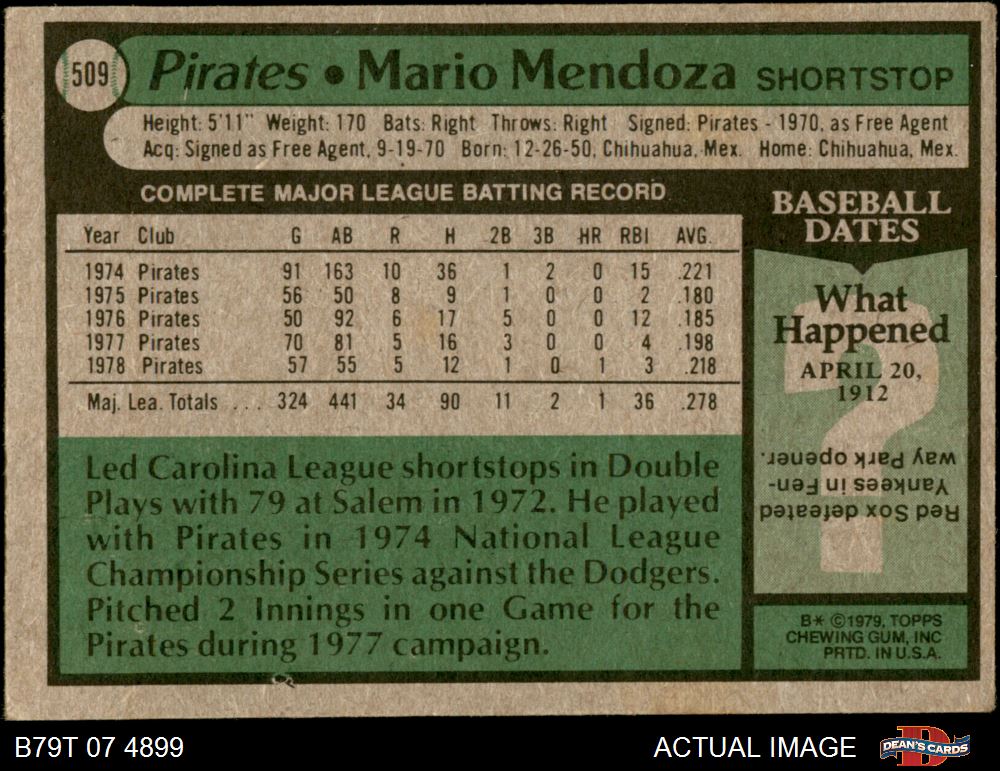 509 Pirates • Mario Mendoza SHORTSTOP
Height: 5'11" Weight: 170 Bats: Right Throws: Right Signed: Pirates - 1970, as Free Agent
Acq: Signed as Free Agent, 9-19-70 Born: 12-26-50, Chihuahua, Mex. Home: Chihuahua, Mex.
COMPLETE MAJOR LEAGUE BATTING RECORD
Year Club G AB R H 2B 3B HR RBI AVG.
1974 Pirates 91 163 10 36 1 2 0 15 .221
1975 Pirates 56 50 8 9 1 0 0 2 .180
1976 Pirates 50 92 6 17 5 0 0 12 .185
1977 Pirates 70 81 5 16 3 0 0 4 .198
1978 Pirates 57 55 5 12 1 0 1 3 .218
Maj. Lea. Totals ... 324 441 34 90 11 2 1 36 .278
Led Carolina League shortstops in Double
Plays with 79 at Salem in 1972. He played
with Pirates in 1974 National League
Championship Series against the Dodgers.
Pitched 2 Innings in one Game for the
Pirates during 1977 campaign.
BASEBALL
DATES
What
Happened
APRIL 20,
1912
?
Red Sox defeated
Yankees in Fen-
way Park opener.
B* ©1979, TOPPS
CHEWING GUM, INC
PRTD. IN U.S.A.
B79T 07 4899
ACTUAL IMAGE
D
DEAN'S CARDS